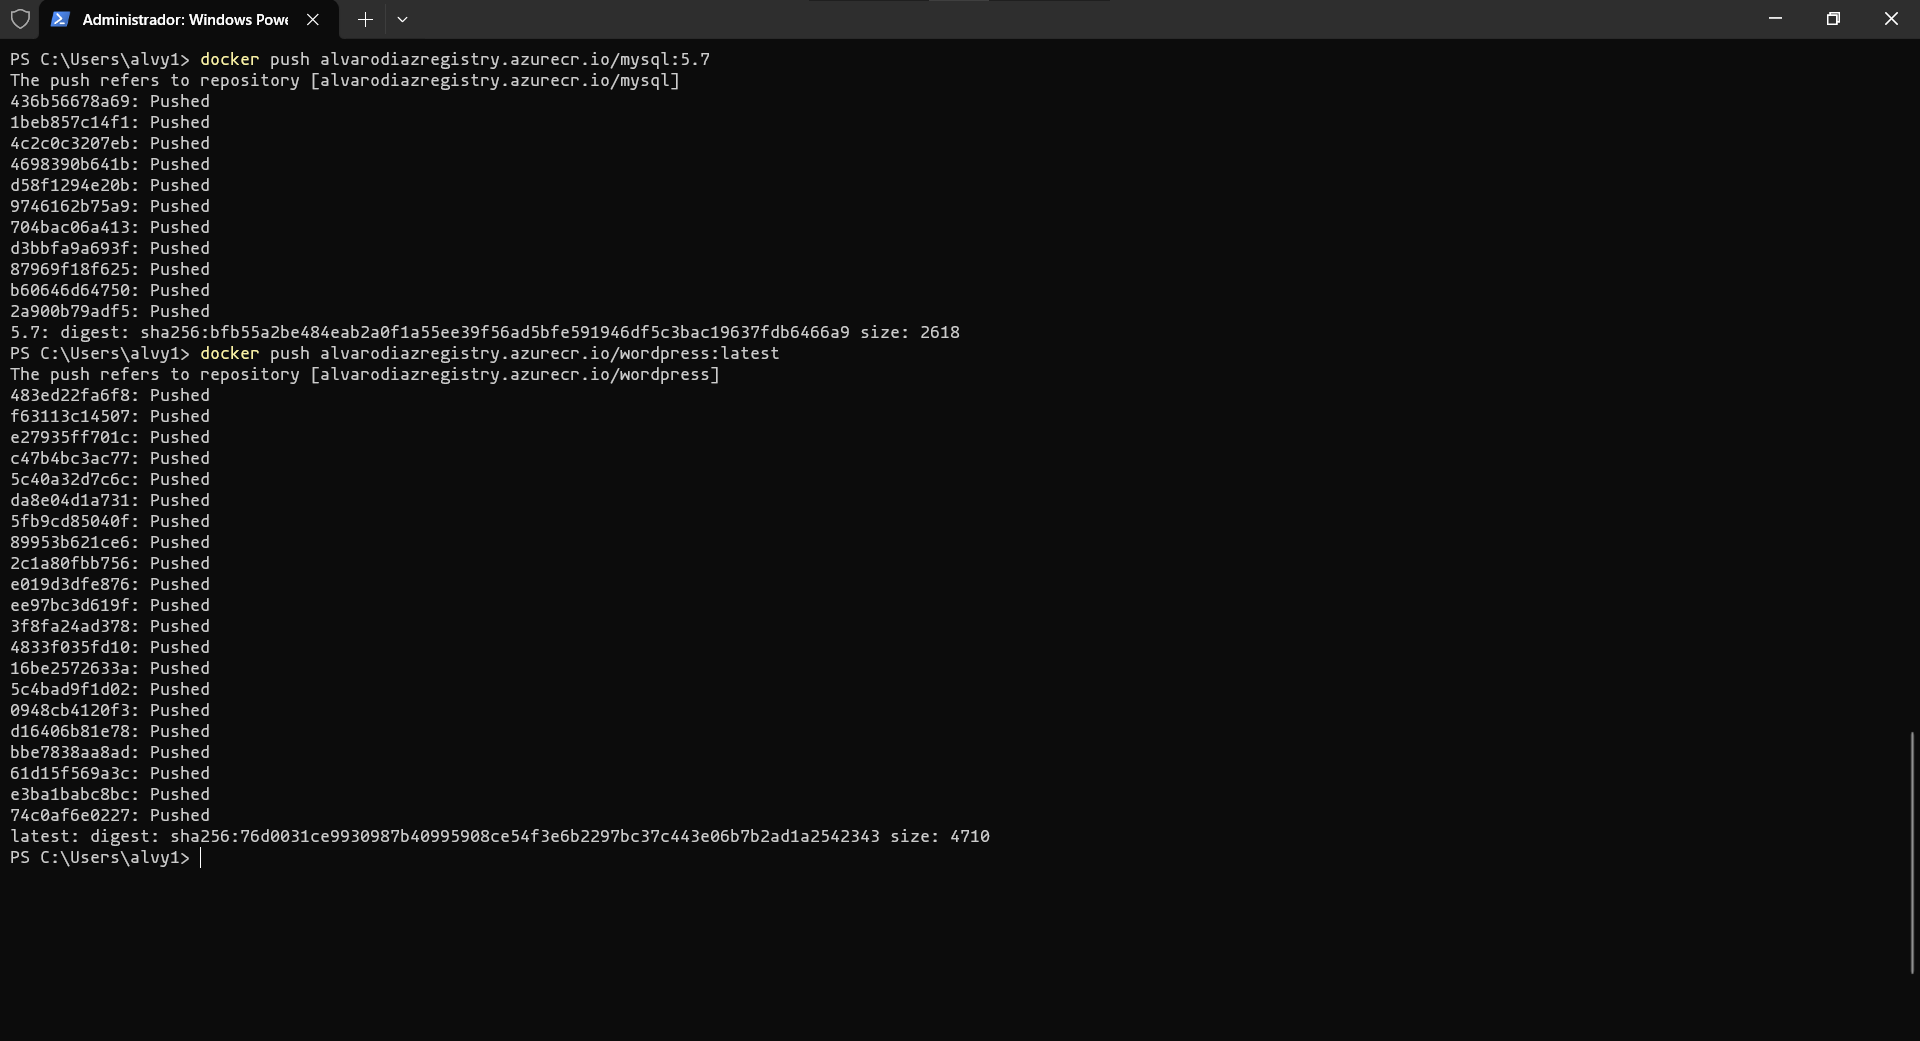 Administrador: Windows Powe
PS C:\Users\alvy1> docker push alvarodiazregistry.azurecr.io/mysql:5.7
The push refers to repository [alvarodiazregistry.azurecr.io/mysql]
436b56678a69: Pushed
1beb857c14f1: Pushed
4c2c0c3207eb: Pushed
4698390b641b: Pushed
d58f1294e20b: Pushed
9746162b75a9: Pushed
704bac06a413: Pushed
d3bbfa9a693f: Pushed
87969f18f625: Pushed
b60646d64750: Pushed
2a900b79adf5: Pushed
5.7: digest: sha256:bfb55a2be484eab2a0f1a55ee39f56ad5bfe591946df5c3bac19637fdb6466a9 size: 2618
PS C:\Users\alvy1> docker push alvarodiazregistry.azurecr.io/wordpress:latest
The push refers to repository [alvarodiazregistry.azurecr.io/wordpress]
483ed22fa6f8: Pushed
f63113c14507: Pushed
e27935ff701c: Pushed
c47b4bc3ac77: Pushed
5c40a32d7c6c: Pushed
da8e04d1a731: Pushed
5fb9cd85040f: Pushed
89953b621ce6: Pushed
2c1a80fbb756: Pushed
e019d3dfe876: Pushed
ee97bc3d619f: Pushed
3f8fa24ad378: Pushed
4833f035fd10: Pushed
16be2572633a: Pushed
5c4bad9f1d02: Pushed
0948cb4120f3: Pushed
d16406b81e78: Pushed
bbe7838aa8ad: Pushed
61d15f569a3c: Pushed
e3ba1babc8bc: Pushed
74c0af6e0227: Pushed
latest: digest: sha256:76d0031ce9930987b40995908ce54f3e6b2297bc37c443e06b7b2ad1a2542343 size: 4710
PS C:\Users\alvy1>